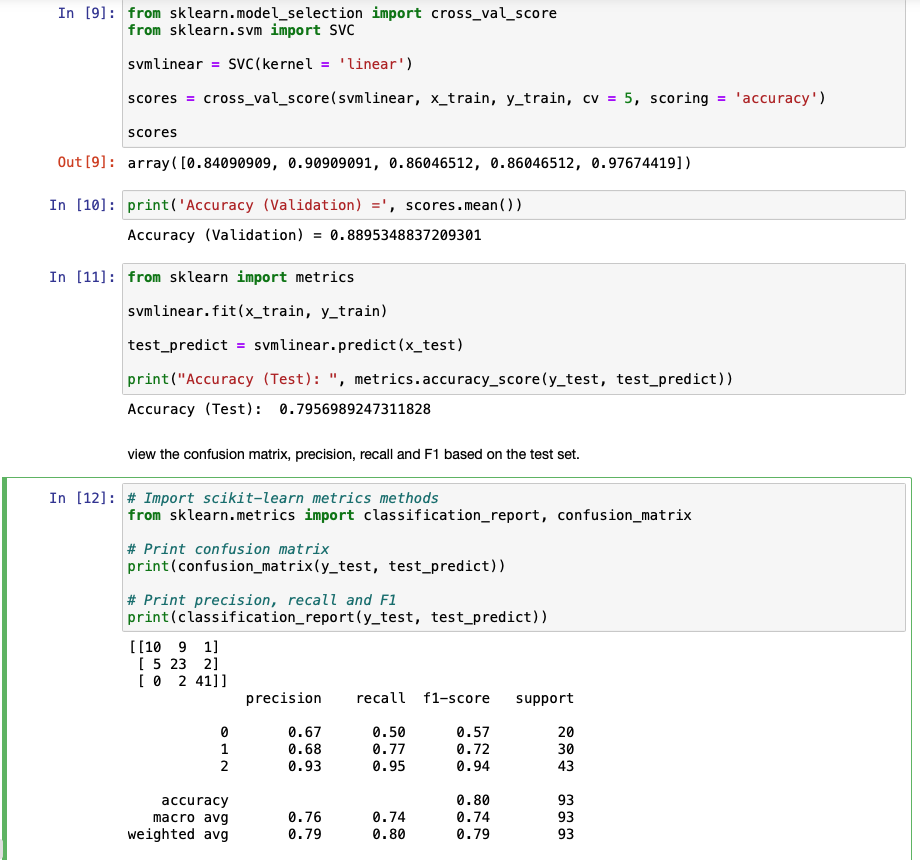 In [9]: from sklearn.model_selection import cross_val_score
from sklearn.svm import SVC
svmlinear = SVC(kernel = 'linear')
scores = cross_val_score(svmlinear, x_train, y_train, cv = 5, scoring = 'accuracy')
scores
Out[9]: array([0.84090909, 0.90909091, 0.86046512, 0.86046512, 0.97674419])
In [10]: print('Accuracy (Validation) =', scores.mean())
Accuracy (Validation) = 0.8895348837209301
In [11]: from sklearn import metrics
svmlinear.fit(x_train, y_train)
test_predict = svmlinear.predict(x_test)
print("Accuracy (Test): ", metrics.accuracy_score(y_test, test_predict))
Accuracy (Test):  0.7956989247311828
view the confusion matrix, precision, recall and F1 based on the test set.
In [12]: # Import scikit-learn metrics methods
from sklearn.metrics import classification_report, confusion_matrix
# Print confusion matrix
print(confusion_matrix(y_test, test_predict))
# Print precision, recall and F1
print(classification_report(y_test, test_predict))
[[10  9  1]
 [ 5 23  2]
 [ 0  2 41]]
precision    recall  f1-score   support
0       0.67      0.50      0.57        20
1       0.68      0.77      0.72        30
2       0.93      0.95      0.94        43
accuracy                           0.80        93
macro avg       0.76      0.74      0.74        93
weighted avg       0.79      0.80      0.79        93